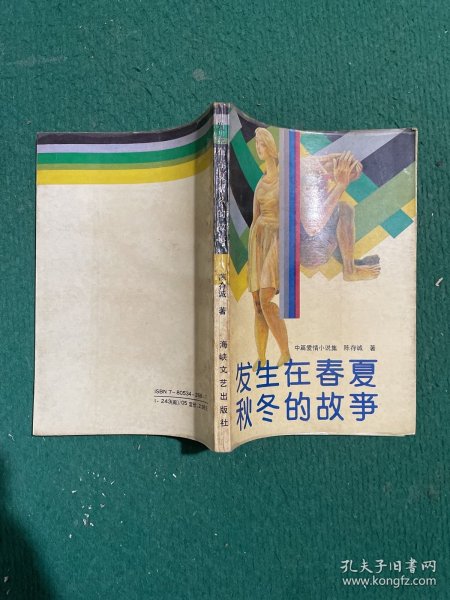 中篇爱情小说集 陈存诚 著
发生在春夏
秋冬的故事
陈存诚 著 海峡文艺出版社
孔夫子旧书网
www.kongfz.com